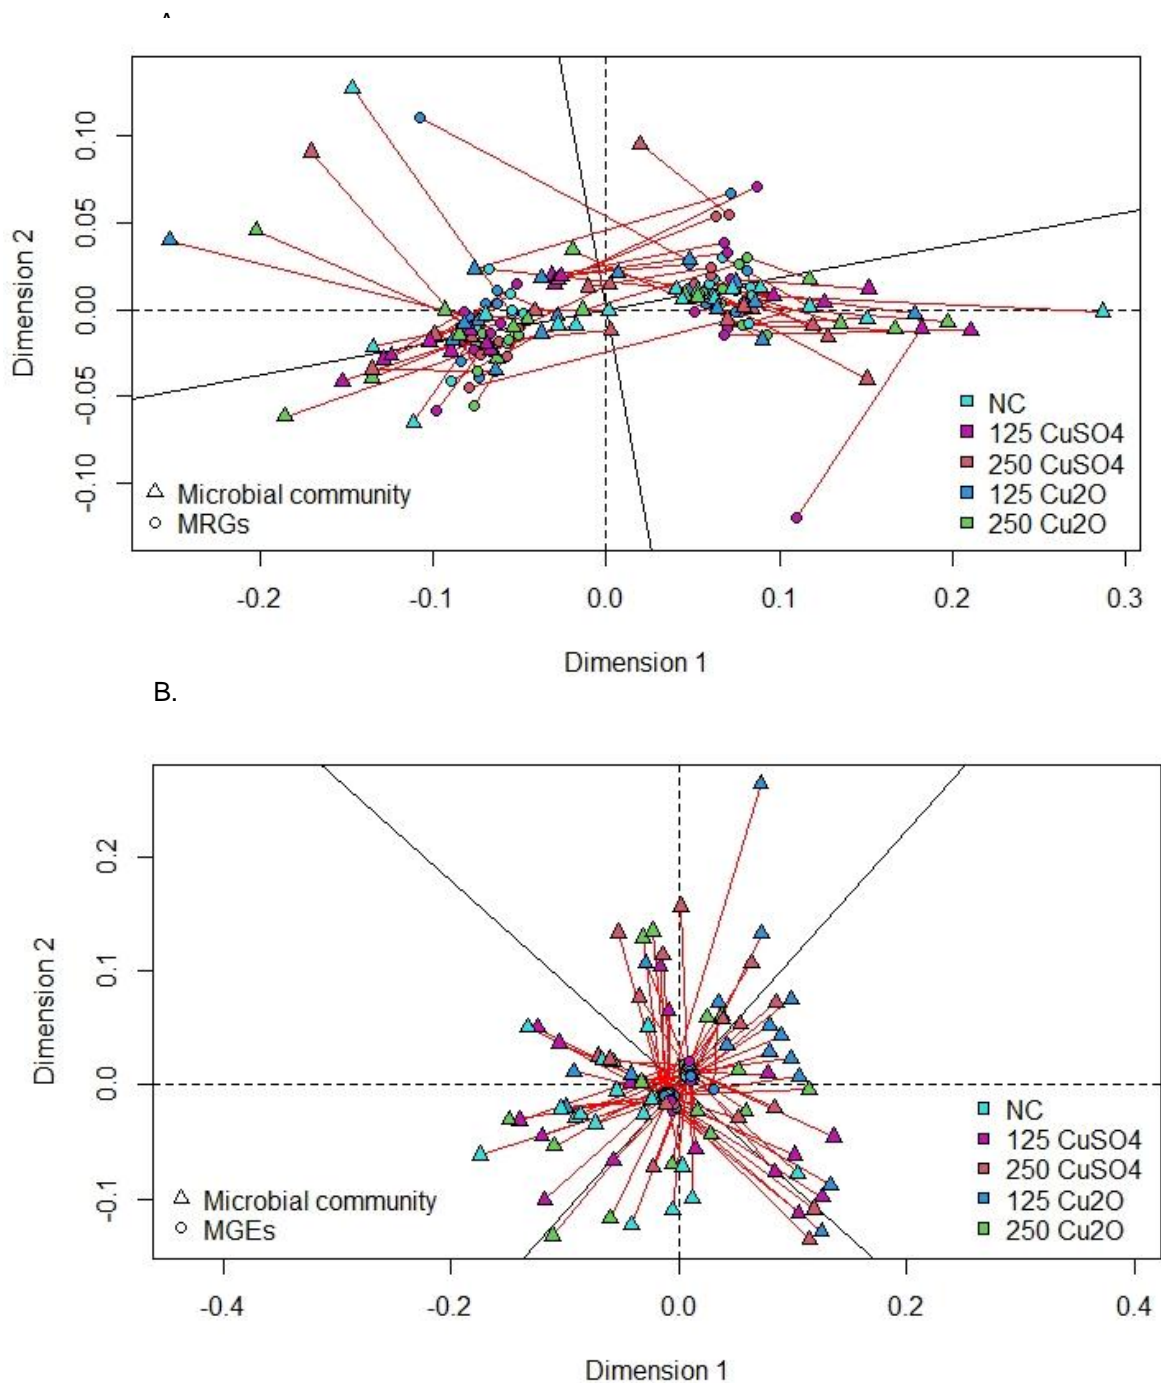 0.10
0.05
0.00
-0.05
-0.10
Dimension 2
NC
125 CuSO4
250 CuSO4
125 Cu2O
250 Cu2O
Microbial community
MRGs
-0.2 -0.1 0.0 0.1 0.2 0.3
Dimension 1
B.
0.2
0.1
0.0
-0.1
Dimension 2
NC
125 CuSO4
250 CuSO4
125 Cu2O
250 Cu2O
Microbial community
MGEs
-0.4 -0.2 0.0 0.2 0.4
Dimension 1